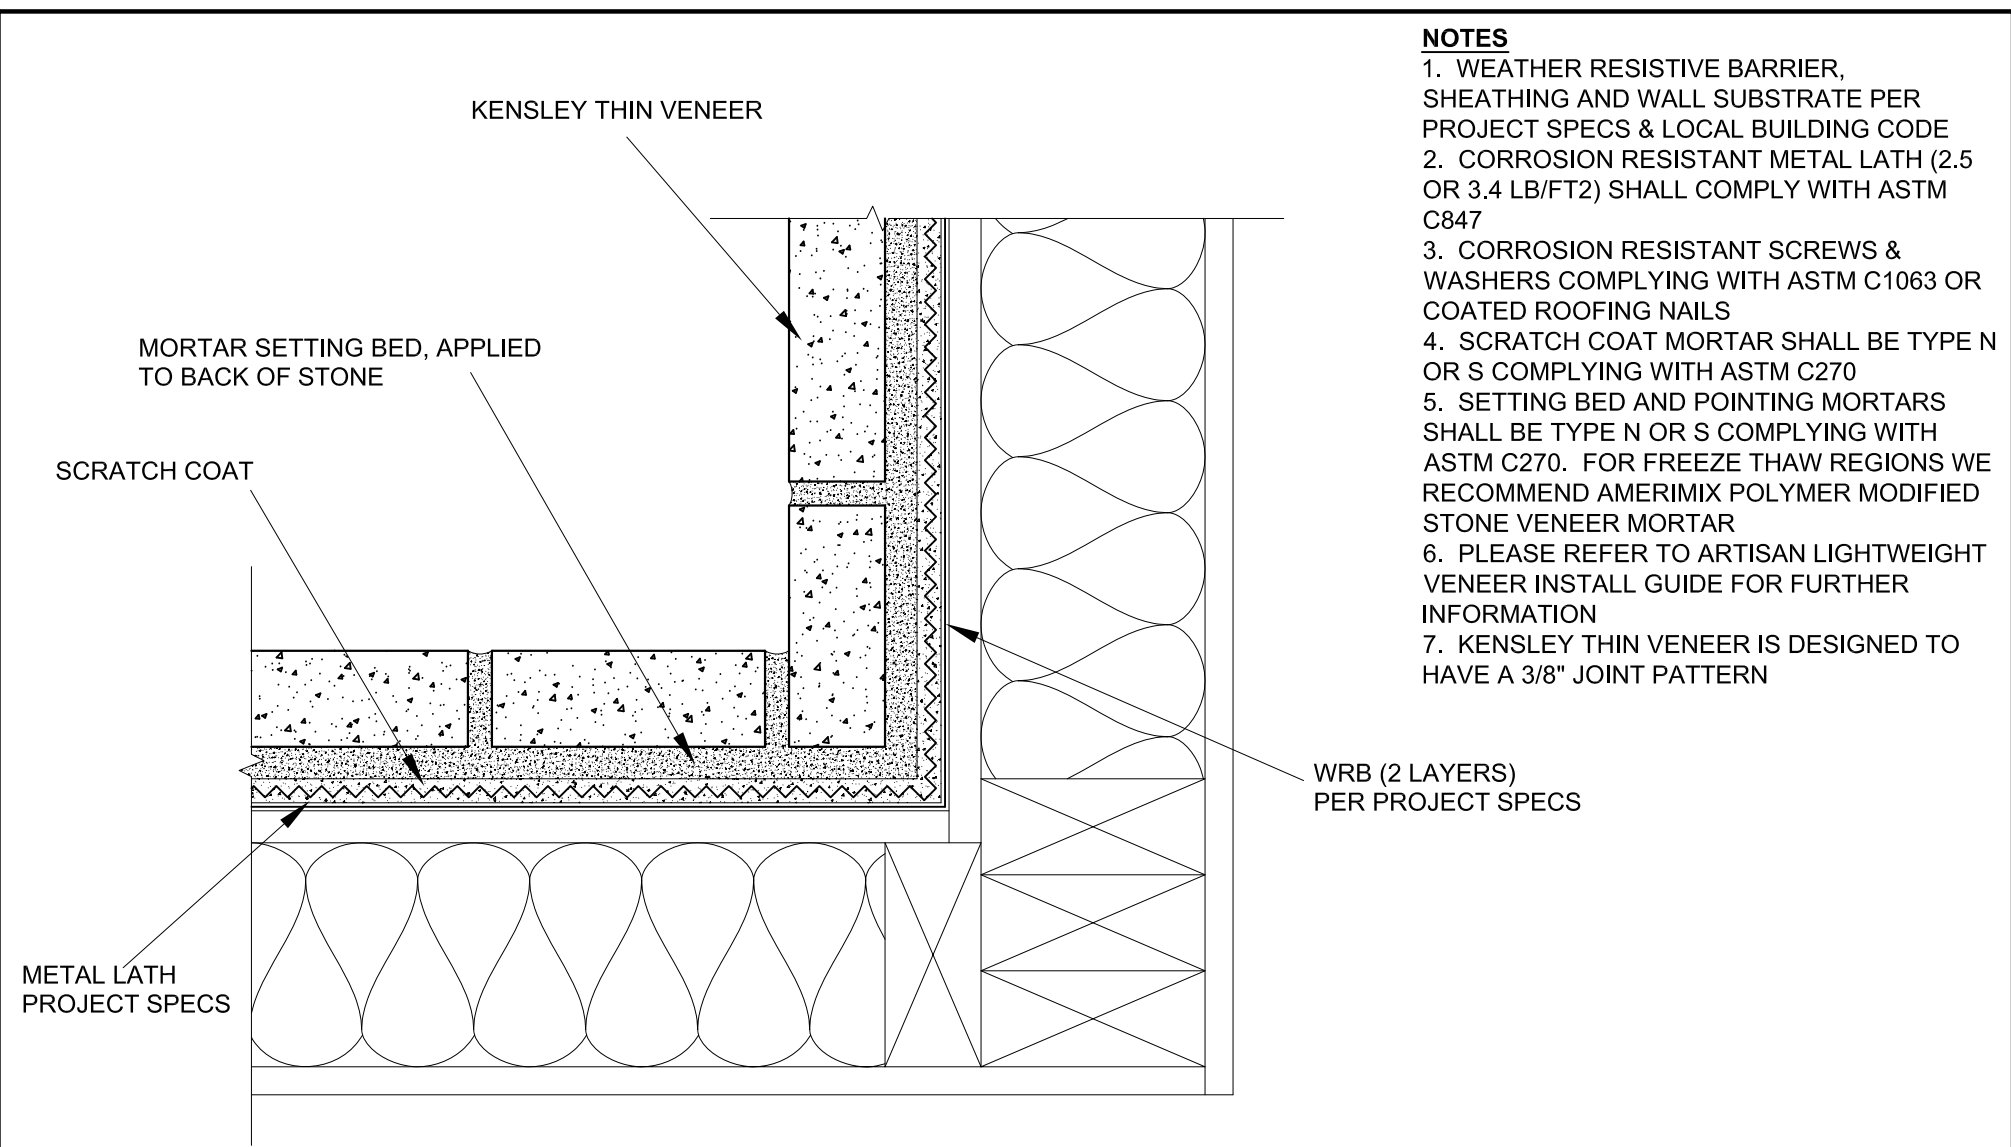 KENSLEY THIN VENEER
MORTAR SETTING BED, APPLIED
TO BACK OF STONE
SCRATCH COAT
METAL LATH
PROJECT SPECS
WRB (2 LAYERS)
PER PROJECT SPECS
NOTES
1. WEATHER RESISTIVE BARRIER,
SHEATHING AND WALL SUBSTRATE PER
PROJECT SPECS & LOCAL BUILDING CODE
2. CORROSION RESISTANT METAL LATH (2.5
OR 3.4 LB/FT2) SHALL COMPLY WITH ASTM
C847
3. CORROSION RESISTANT SCREWS &
WASHERS COMPLYING WITH ASTM C1063 OR
COATED ROOFING NAILS
4. SCRATCH COAT MORTAR SHALL BE TYPE N
OR S COMPLYING WITH ASTM C270
5. SETTING BED AND POINTING MORTARS
SHALL BE TYPE N OR S COMPLYING WITH
ASTM C270. FOR FREEZE THAW REGIONS WE
RECOMMEND AMERIMIX POLYMER MODIFIED
STONE VENEER MORTAR
6. PLEASE REFER TO ARTISAN LIGHTWEIGHT
VENEER INSTALL GUIDE FOR FURTHER
INFORMATION
7. KENSLEY THIN VENEER IS DESIGNED TO
HAVE A 3/8" JOINT PATTERN